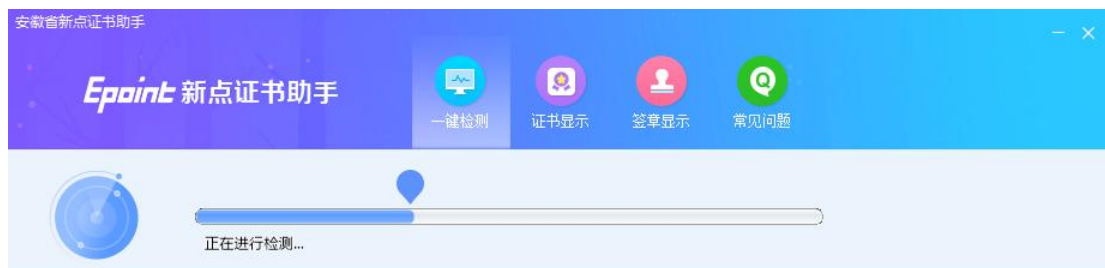 安徽省新点证书助手
Epoint 新点证书助手
一键检测
证书显示
签章显示
常见问题
正在进行检测...